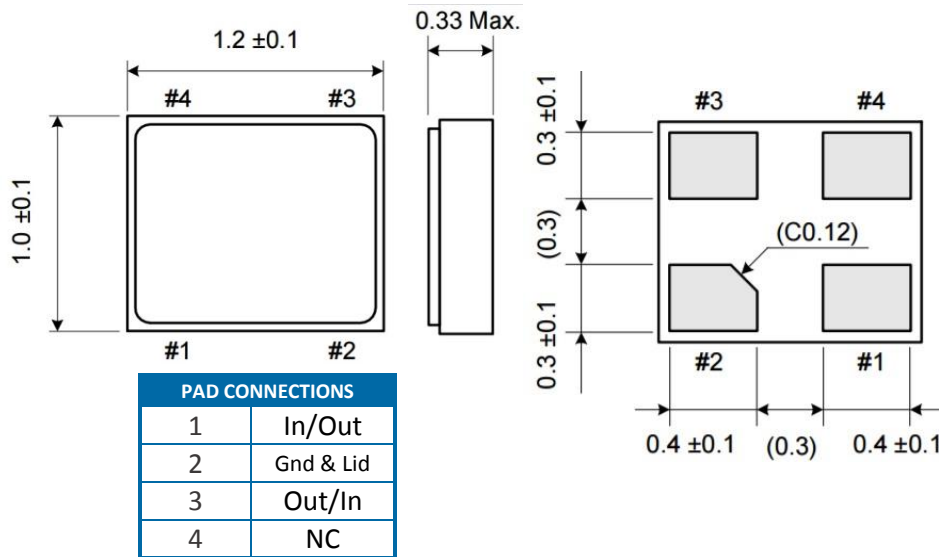 1.2 ±0.1
0.33 Max.
#4 #3
1.0 ±0.1
#1 #2
#3 #4
0.3 ±0.1
(0.3)
0.3 ±0.1
(C0.12)
#2 #1
0.4 ±0.1 (0.3) 0.4 ±0.1
PAD CONNECTIONS
1 In/Out
2 Gnd & Lid
3 Out/In
4 NC